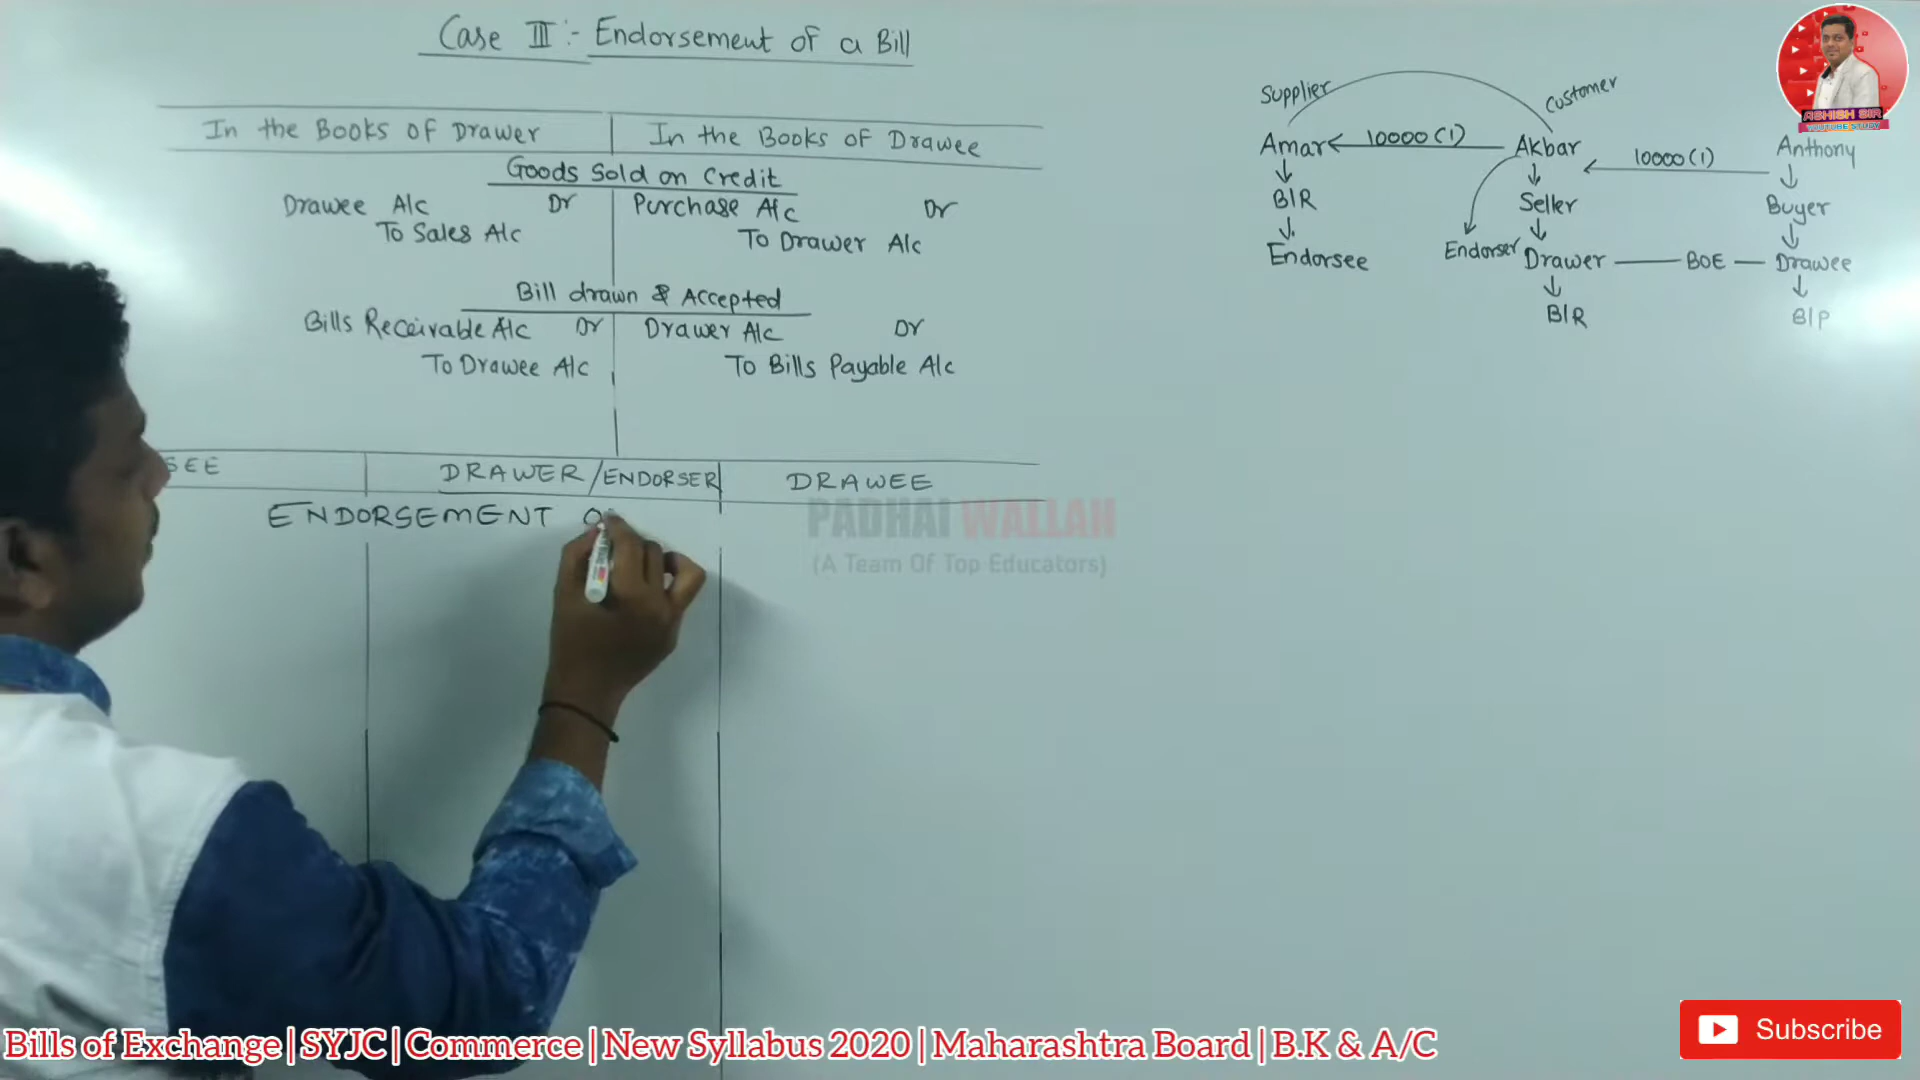 Case III :- Endorsement of a Bill
In the Books of Drawer
In the Books of Drawee
Goods Sold on Credit
Drawee A/c Dr
To Sales A/c
Purchase A/c Dr
To Drawer A/c
Bill drawn & Accepted
Bills Receivable A/c Dr
To Drawee A/c
Drawer A/c Dr
To Bills Payable A/c
SEE
DRAWER/ENDORSER
DRAWEE
ENDORSEMENT
Supplier
Customer
Amar 10000(1) Akbar 10000(1) Anthony
B/R
Seller
Buyer
Endorsee
Endorser Drawer BOE Drawee
B/R
B/P
ASHISH SIR
YOUTUBE STUDY
PADHAI WALLAH
(A Team Of Top Educators)
Bills of Exchange | SYJC | Commerce | New Syllabus 2020 | Maharashtra Board | B.K & A/C
Subscribe